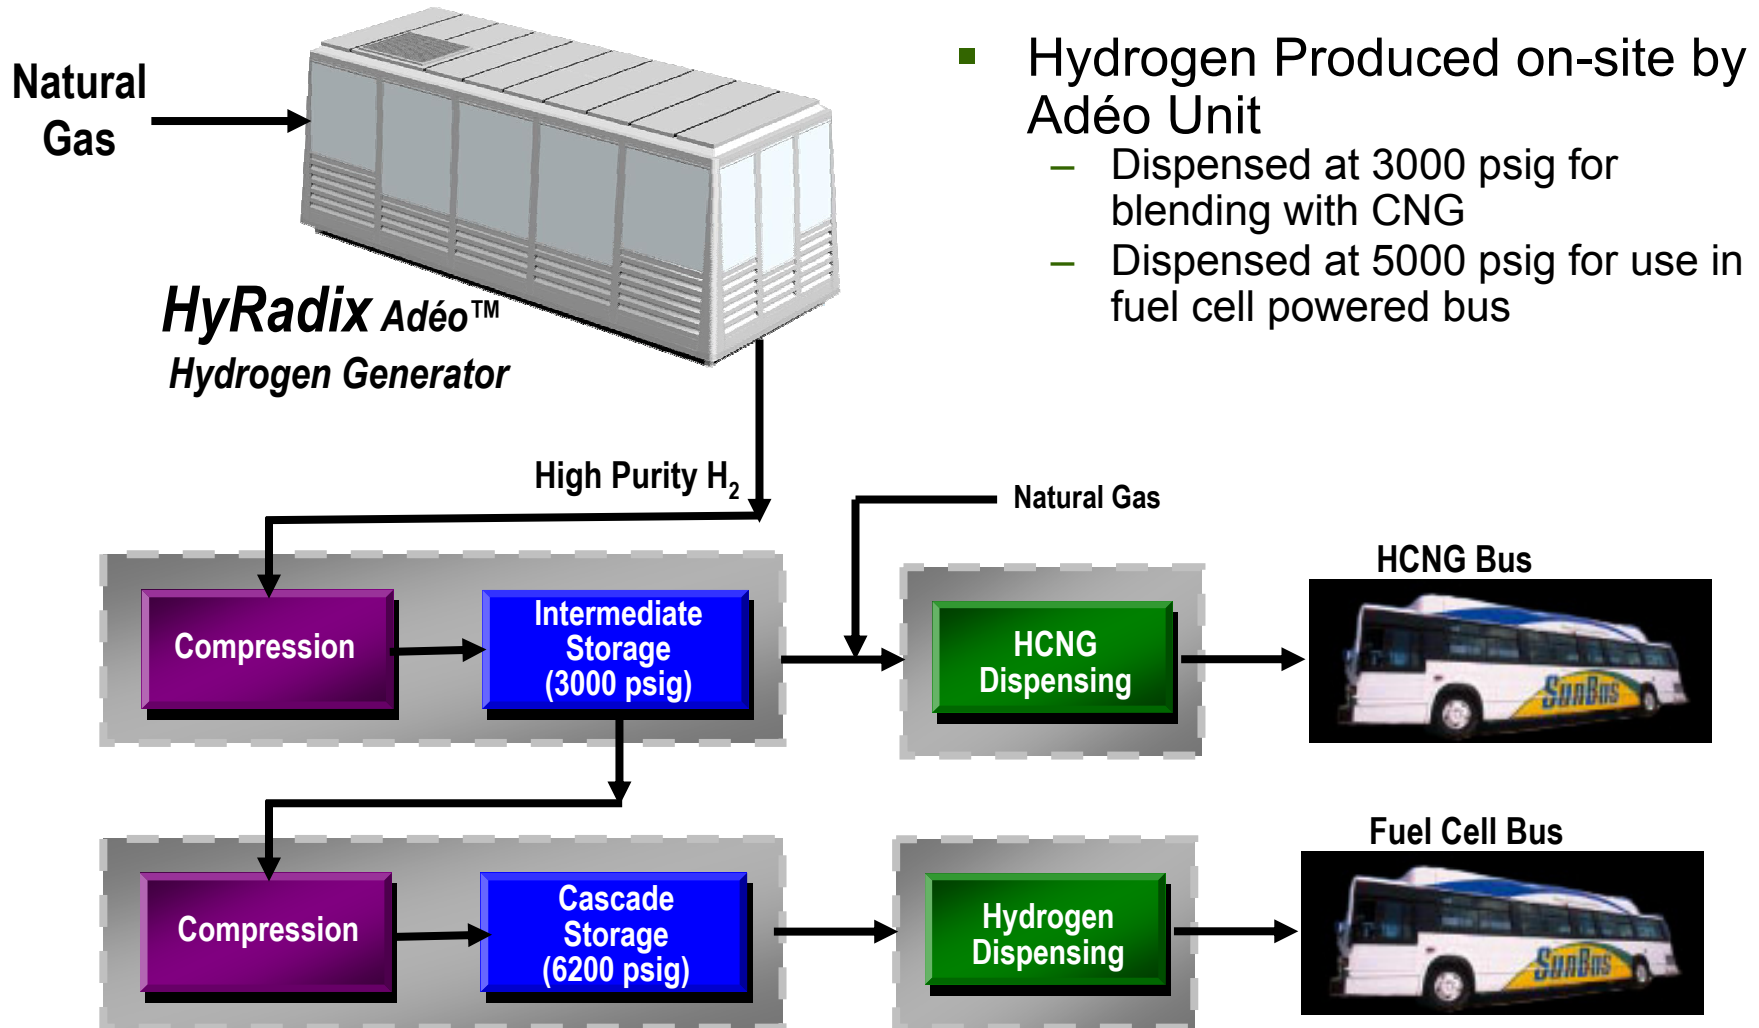 Natural
Gas
HyRadix Adéo™
Hydrogen Generator
▪ Hydrogen Produced on-site by
Adéo Unit
– Dispensed at 3000 psig for
blending with CNG
– Dispensed at 5000 psig for use in
fuel cell powered bus
High Purity H₂
Natural Gas
Compression
Intermediate
Storage
(3000 psig)
HCNG
Dispensing
HCNG Bus
SunBus
Compression
Cascade
Storage
(6200 psig)
Hydrogen
Dispensing
Fuel Cell Bus
SunBus